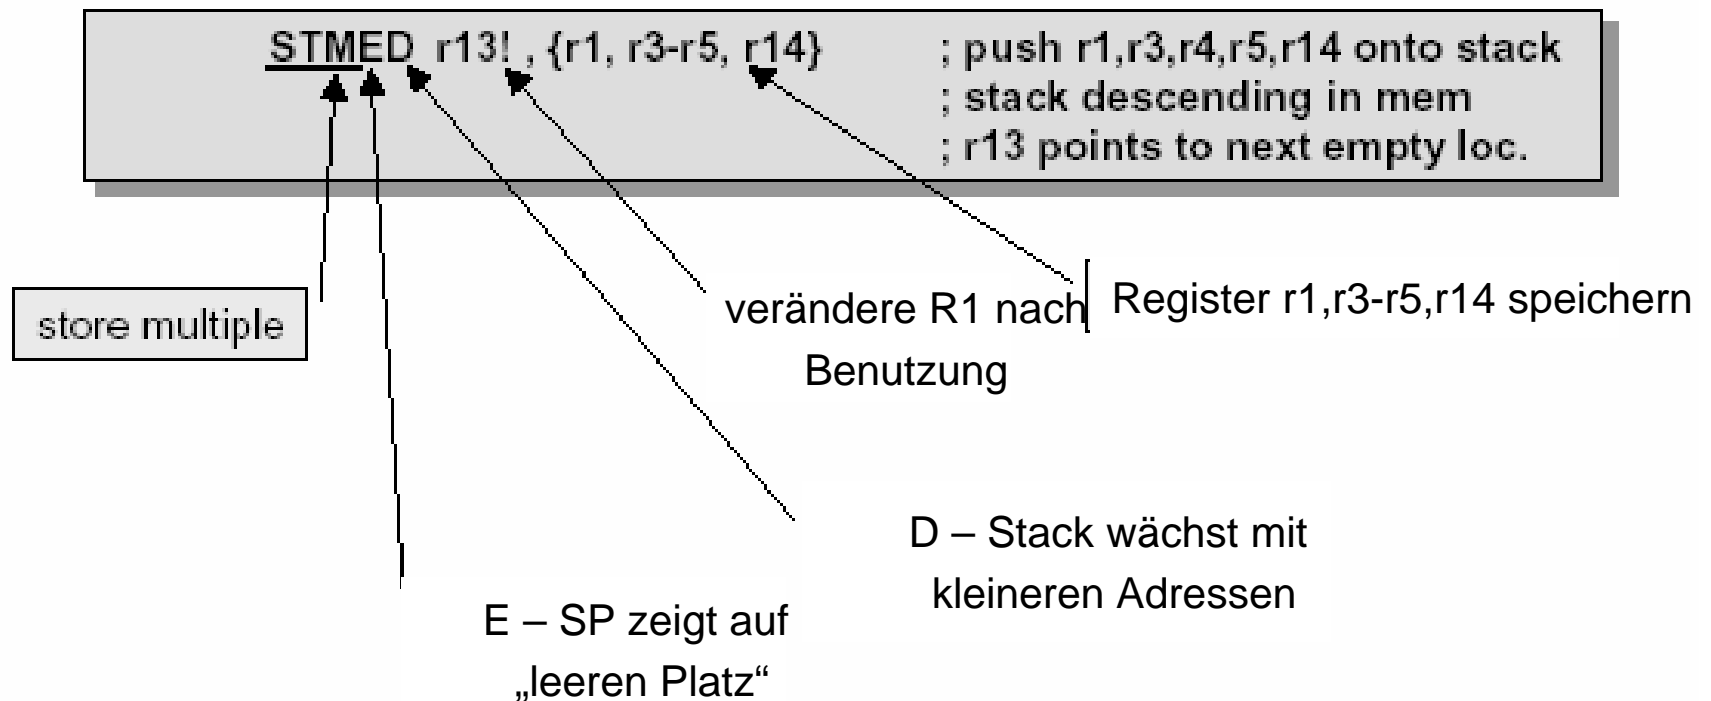 STMED r13! , {r1, r3-r5, r14} ; push r1,r3,r4,r5,r14 onto stack
; stack descending in mem
; r13 points to next empty loc.
store multiple
verändere R1 nach
Benutzung
Register r1,r3-r5,r14 speichern
D – Stack wächst mit
kleineren Adressen
E – SP zeigt auf
„leeren Platz“